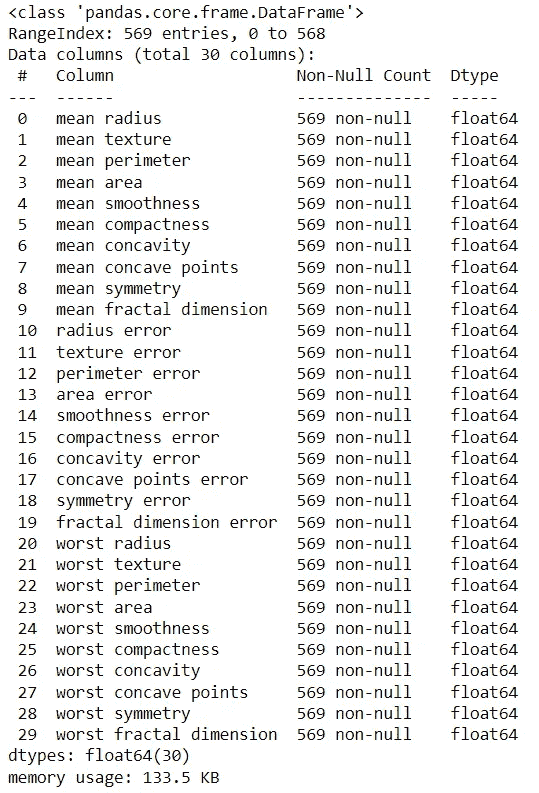 <class 'pandas.core.frame.DataFrame'>
RangeIndex: 569 entries, 0 to 568
Data columns (total 30 columns):
 #   Column                   Non-Null Count  Dtype
---  ------                   --------------  -----
 0   mean radius              569 non-null    float64
 1   mean texture             569 non-null    float64
 2   mean perimeter           569 non-null    float64
 3   mean area                569 non-null    float64
 4   mean smoothness          569 non-null    float64
 5   mean compactness         569 non-null    float64
 6   mean concavity           569 non-null    float64
 7   mean concave points      569 non-null    float64
 8   mean symmetry            569 non-null    float64
 9   mean fractal dimension   569 non-null    float64
 10  radius error             569 non-null    float64
 11  texture error            569 non-null    float64
 12  perimeter error          569 non-null    float64
 13  area error               569 non-null    float64
 14  smoothness error         569 non-null    float64
 15  compactness error        569 non-null    float64
 16  concavity error          569 non-null    float64
 17  concave points error     569 non-null    float64
 18  symmetry error           569 non-null    float64
 19  fractal dimension error  569 non-null    float64
 20  worst radius             569 non-null    float64
 21  worst texture            569 non-null    float64
 22  worst perimeter          569 non-null    float64
 23  worst area               569 non-null    float64
 24  worst smoothness         569 non-null    float64
 25  worst compactness        569 non-null    float64
 26  worst concavity          569 non-null    float64
 27  worst concave points     569 non-null    float64
 28  worst symmetry           569 non-null    float64
 29  worst fractal dimension  569 non-null    float64
dtypes: float64(30)
memory usage: 133.5 KB